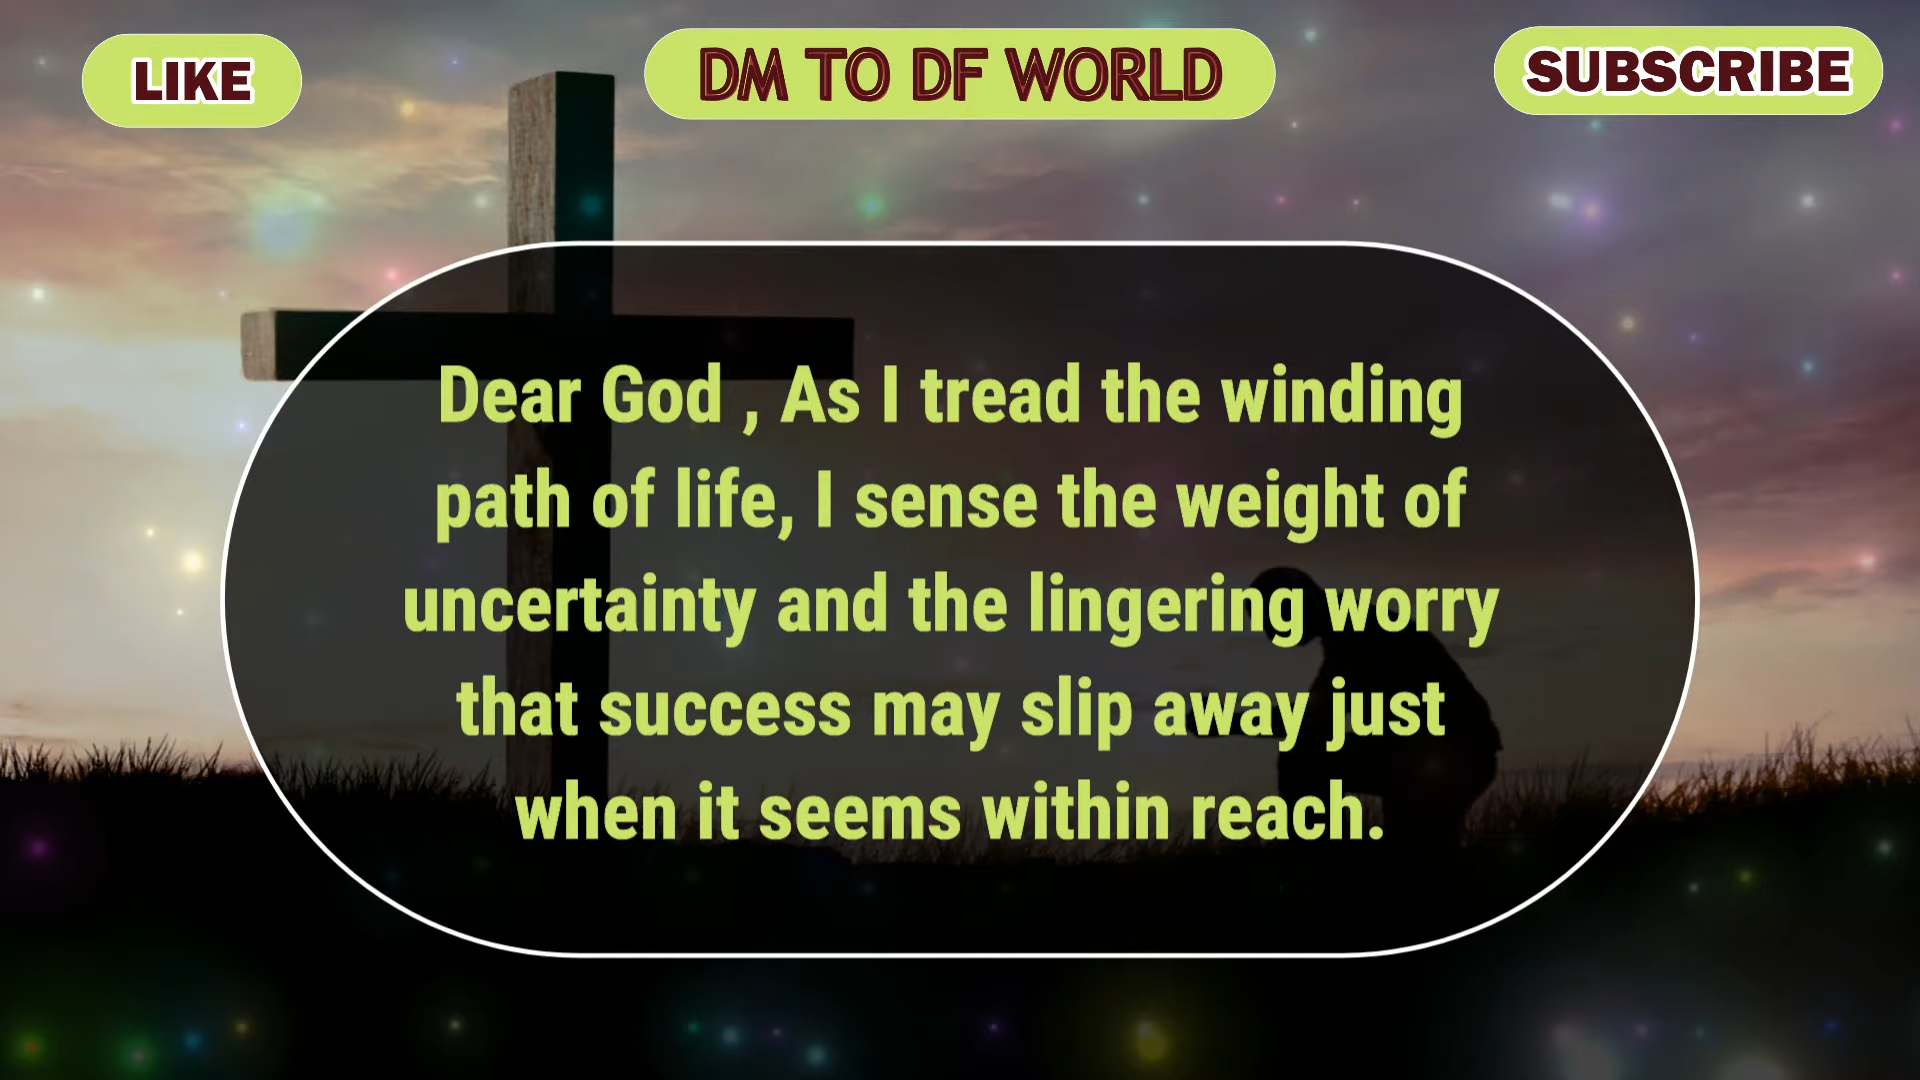 LIKE
DM TO DF WORLD
SUBSCRIBE
Dear God , As I tread the winding
path of life, I sense the weight of
uncertainty and the lingering worry
that success may slip away just
when it seems within reach.